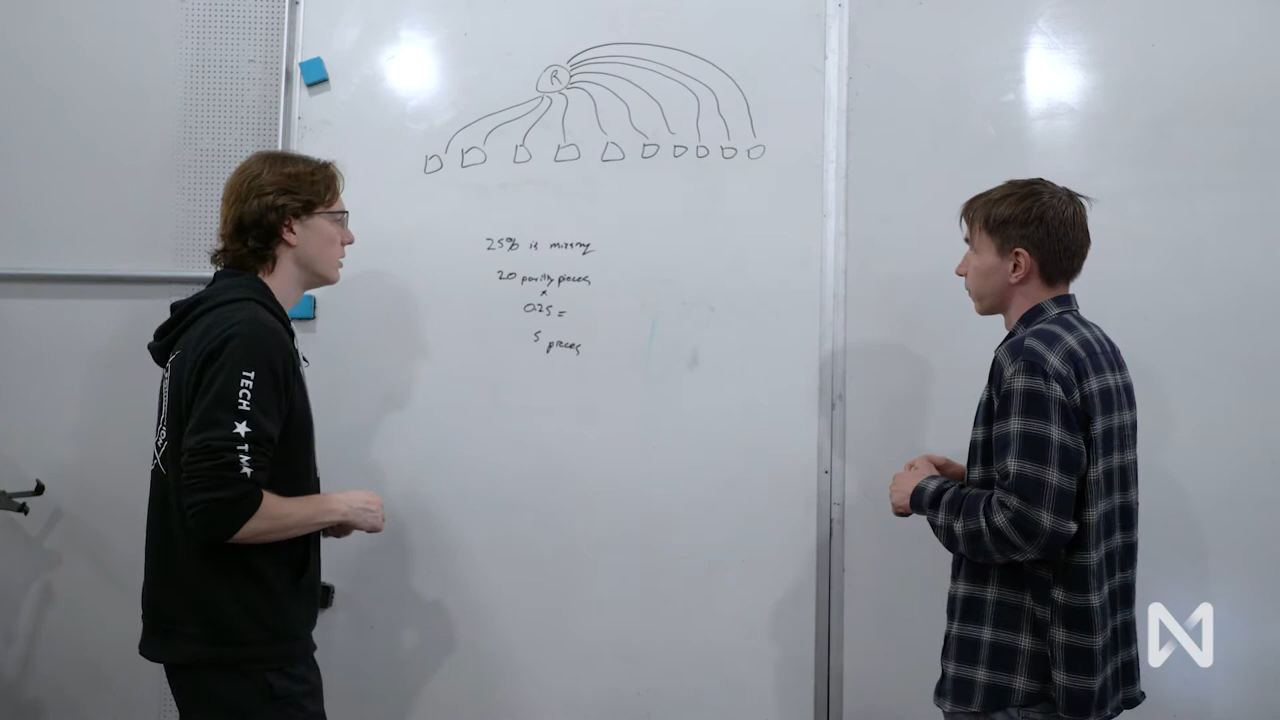 R
25% is missing
20 parity pieces
×
0.25 =
5 pieces
TECH ★ TM